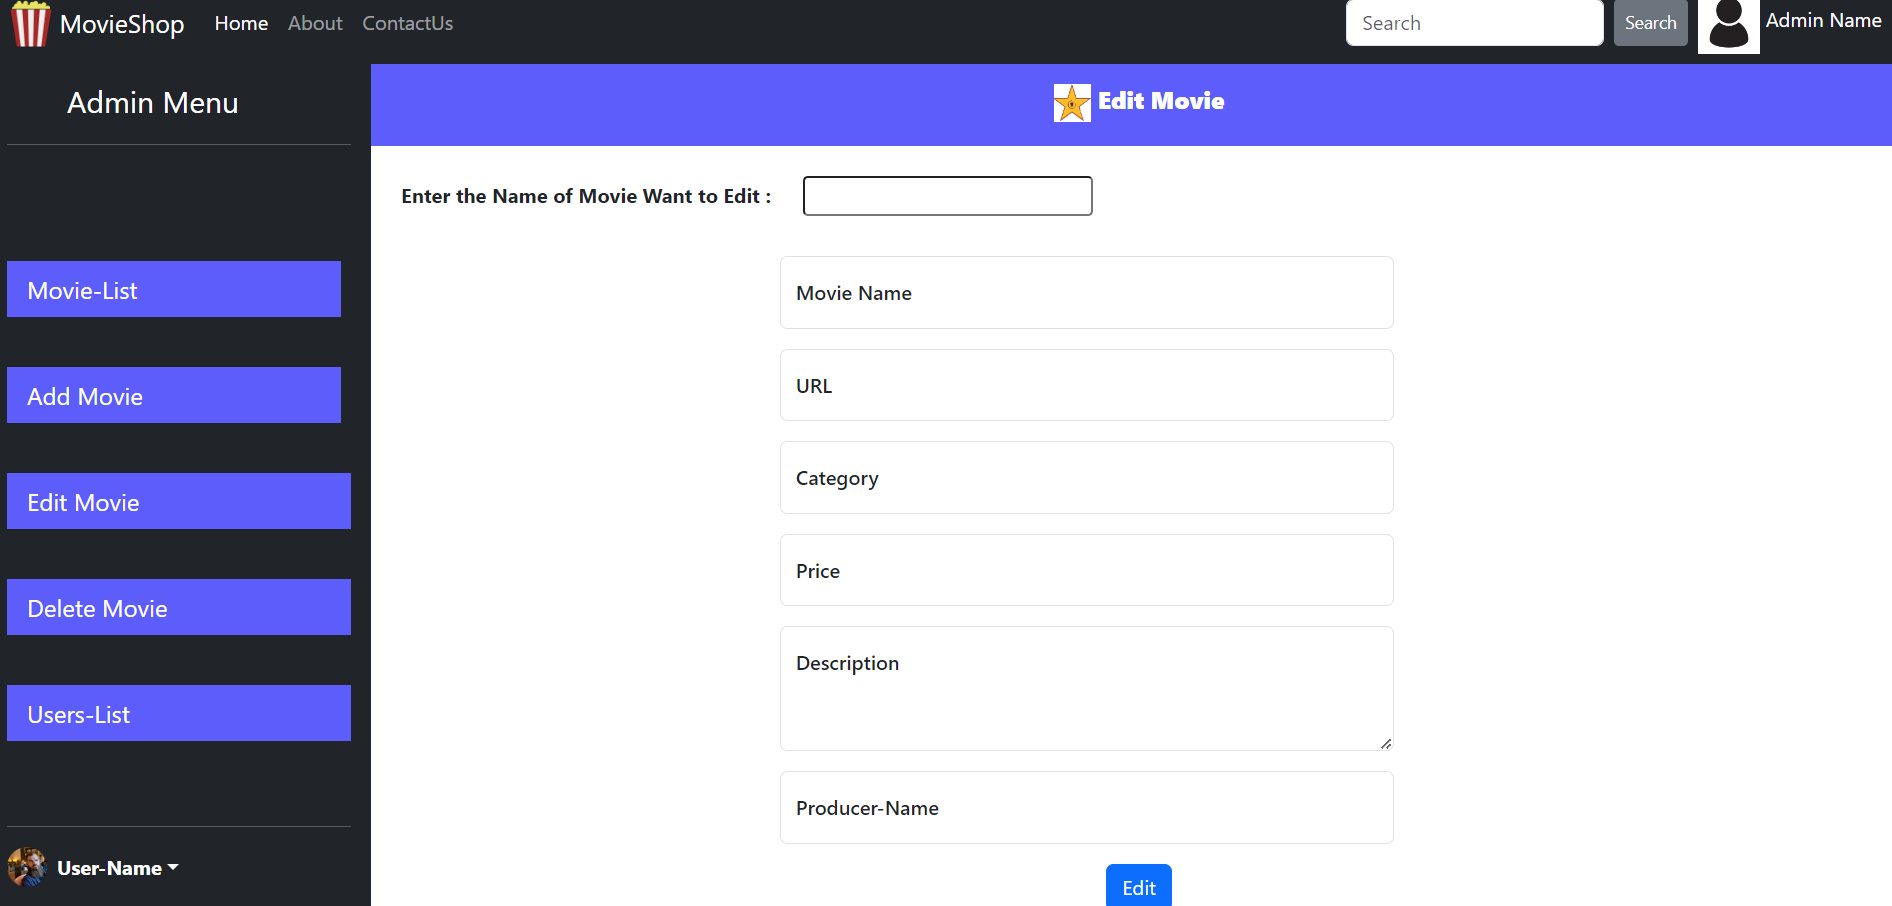 MovieShop Home About ContactUs Search Search Admin Name
Admin Menu
Movie-List
Add Movie
Edit Movie
Delete Movie
Users-List
User-Name
Edit Movie
Enter the Name of Movie Want to Edit :
Movie Name
URL
Category
Price
Description
Producer-Name
Edit